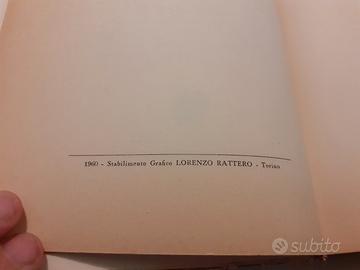 1960 - Stabilimento Grafico LORENZO RATTERO - Torino
subito